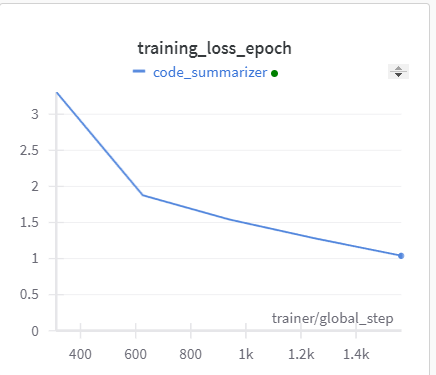 training_loss_epoch
code_summarizer
3
2.5
2
1.5
1
0.5
0
trainer/global_step
400 600 800 1k 1.2k 1.4k